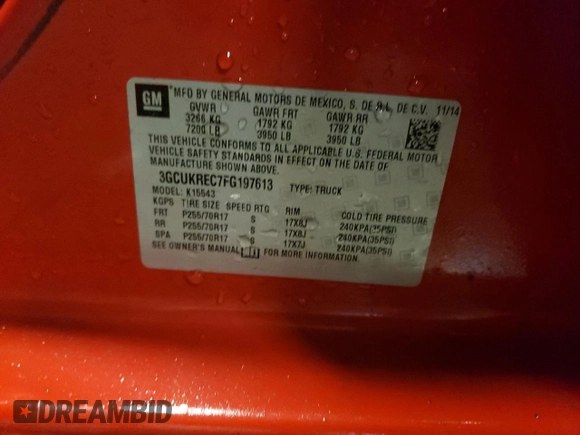 GM
*MFD BY GENERAL MOTORS DE MEXICO, S. DE R.L. DE C.V. 11/14
GVWR GAWR FRT GAWR RR
3266 KG 1792 KG 1792 KG
7200 LB 3950 LB 3950 LB
THIS VEHICLE CONFORMS TO ALL APPLICABLE U.S. FEDERAL MOTOR
VEHICLE SAFETY STANDARDS IN EFFECT ON THE DATE OF
MANUFACTURE SHOWN ABOVE.
3GCUKREC7FG197613 TYPE: TRUCK
MODEL: K15543
KGPS TIRE SIZE SPEED RTG RIM COLD TIRE PRESSURE
FRT P255/70R17 S 17X8J 240KPA(35PSI)
RR P255/70R17 S 17X8J 240KPA(35PSI)
SPA P255/70R17 S 17X7J 240KPA(35PSI)
SEE OWNER'S MANUAL FOR MORE INFORMATION.
DREAMBID